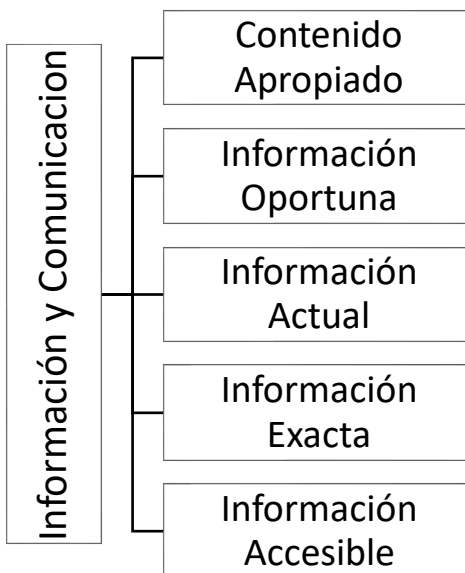 Información y Comunicacion
Contenido
Apropiado
Información
Oportuna
Información
Actual
Información
Exacta
Información
Accesible